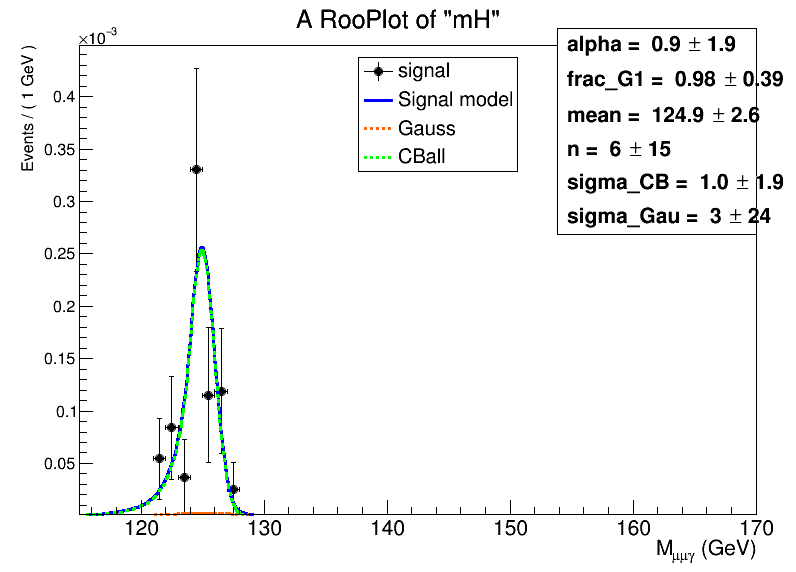 A RooPlot of "mH"
×10⁻³
Events / ( 1 GeV )
0.4
0.35
0.3
0.25
0.2
0.15
0.1
0.05
signal
Signal model
Gauss
CBall
alpha = 0.9 ± 1.9
frac_G1 = 0.98 ± 0.39
mean = 124.9 ± 2.6
n = 6 ± 15
sigma_CB = 1.0 ± 1.9
sigma_Gau = 3 ± 24
120 130 140 150 160 170
M_μμγ (GeV)